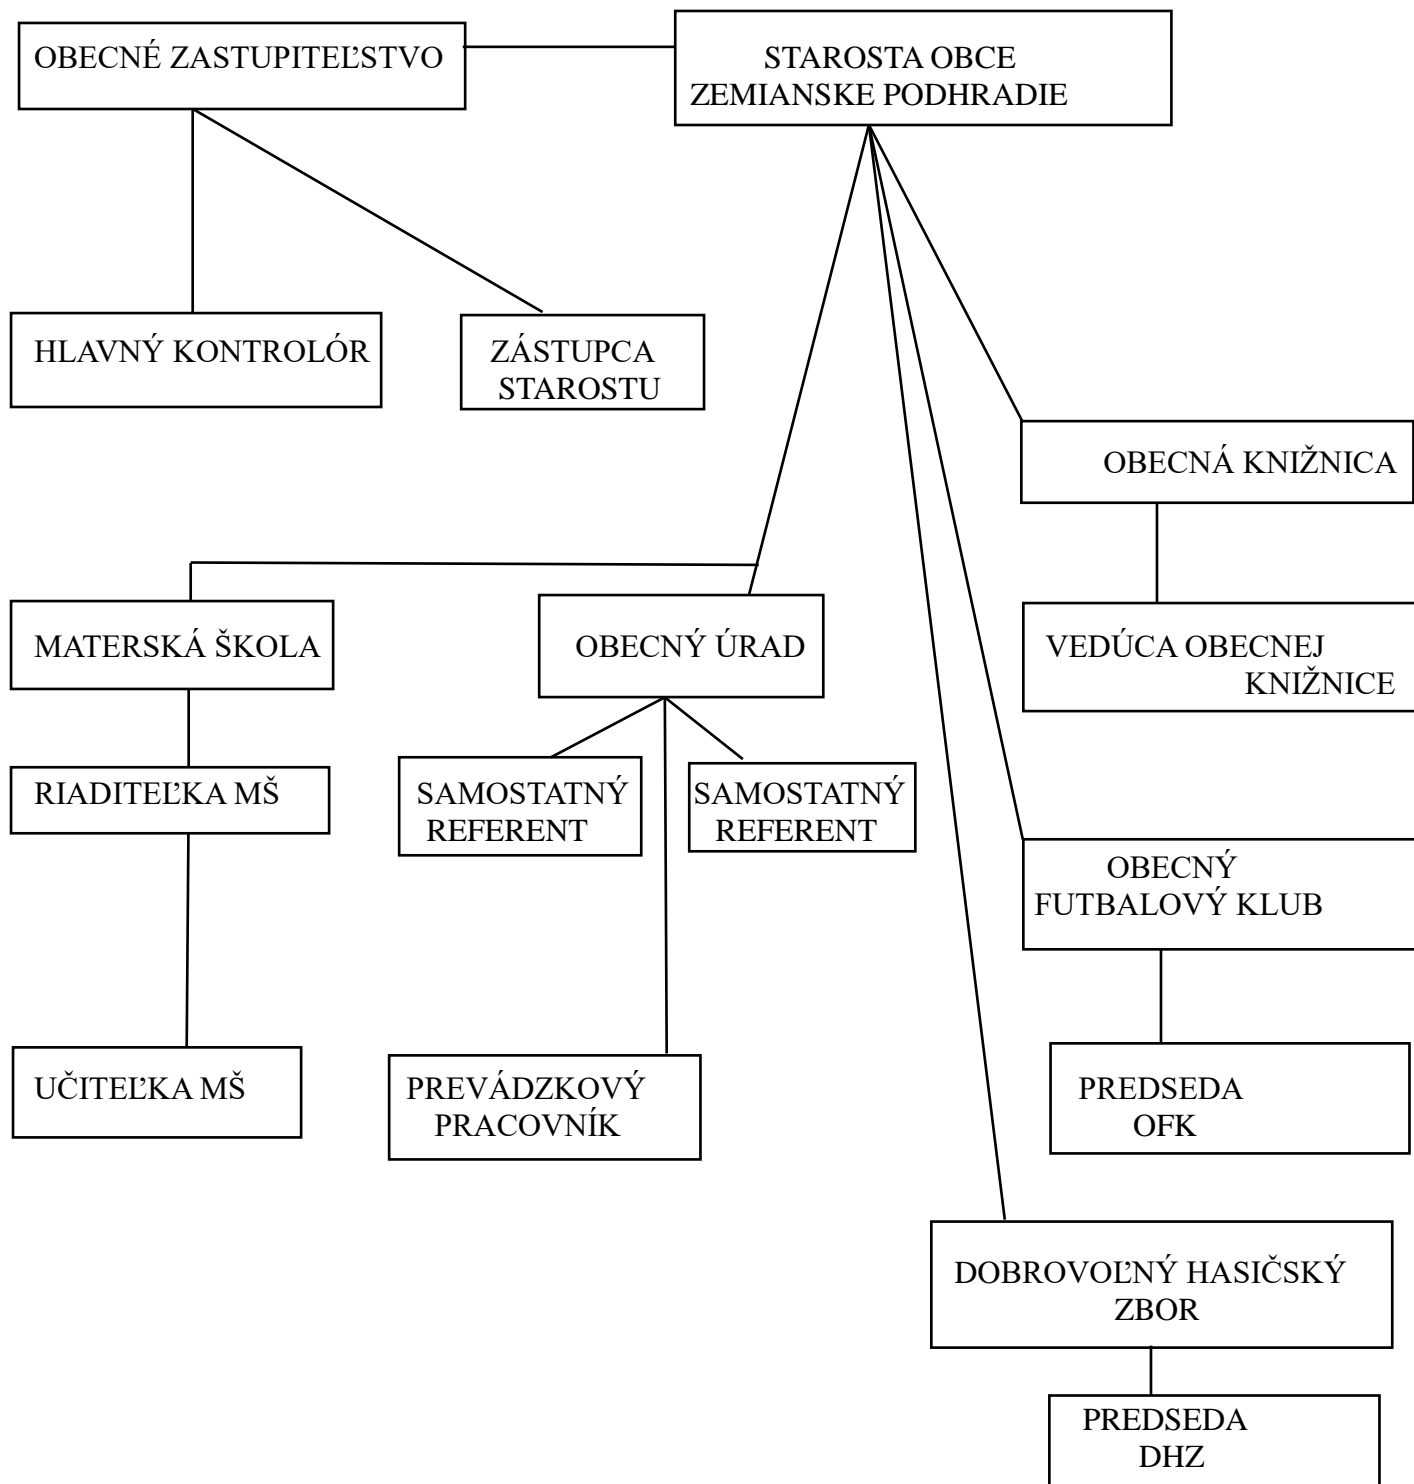 OBECNÉ ZASTUPITEĽSTVO
STAROSTA OBCE
ZEMIANSKE PODHRADIE
HLAVNÝ KONTROLÓR
ZÁSTUPCA
STAROSTU
OBECNÁ KNIŽNICA
MATERSKÁ ŠKOLA
OBECNÝ ÚRAD
VEDÚCA OBECNEJ
KNIŽNICE
RIADITEĽKA MŠ
SAMOSTATNÝ
REFERENT
SAMOSTATNÝ
REFERENT
OBECNÝ
FUTBALOVÝ KLUB
UČITEĽKA MŠ
PREVÁDZKOVÝ
PRACOVNÍK
PREDSEDA
OFK
DOBROVOĽNÝ HASIČSKÝ
ZBOR
PREDSEDA
DHZ